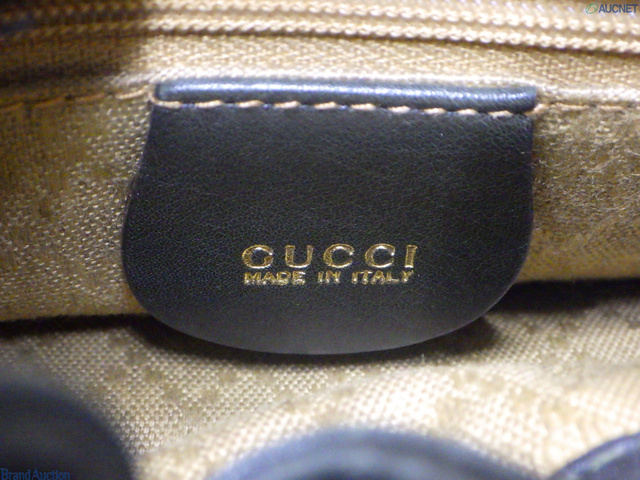 AUCNET
GUCCI
MADE IN ITALY
Brand Auction